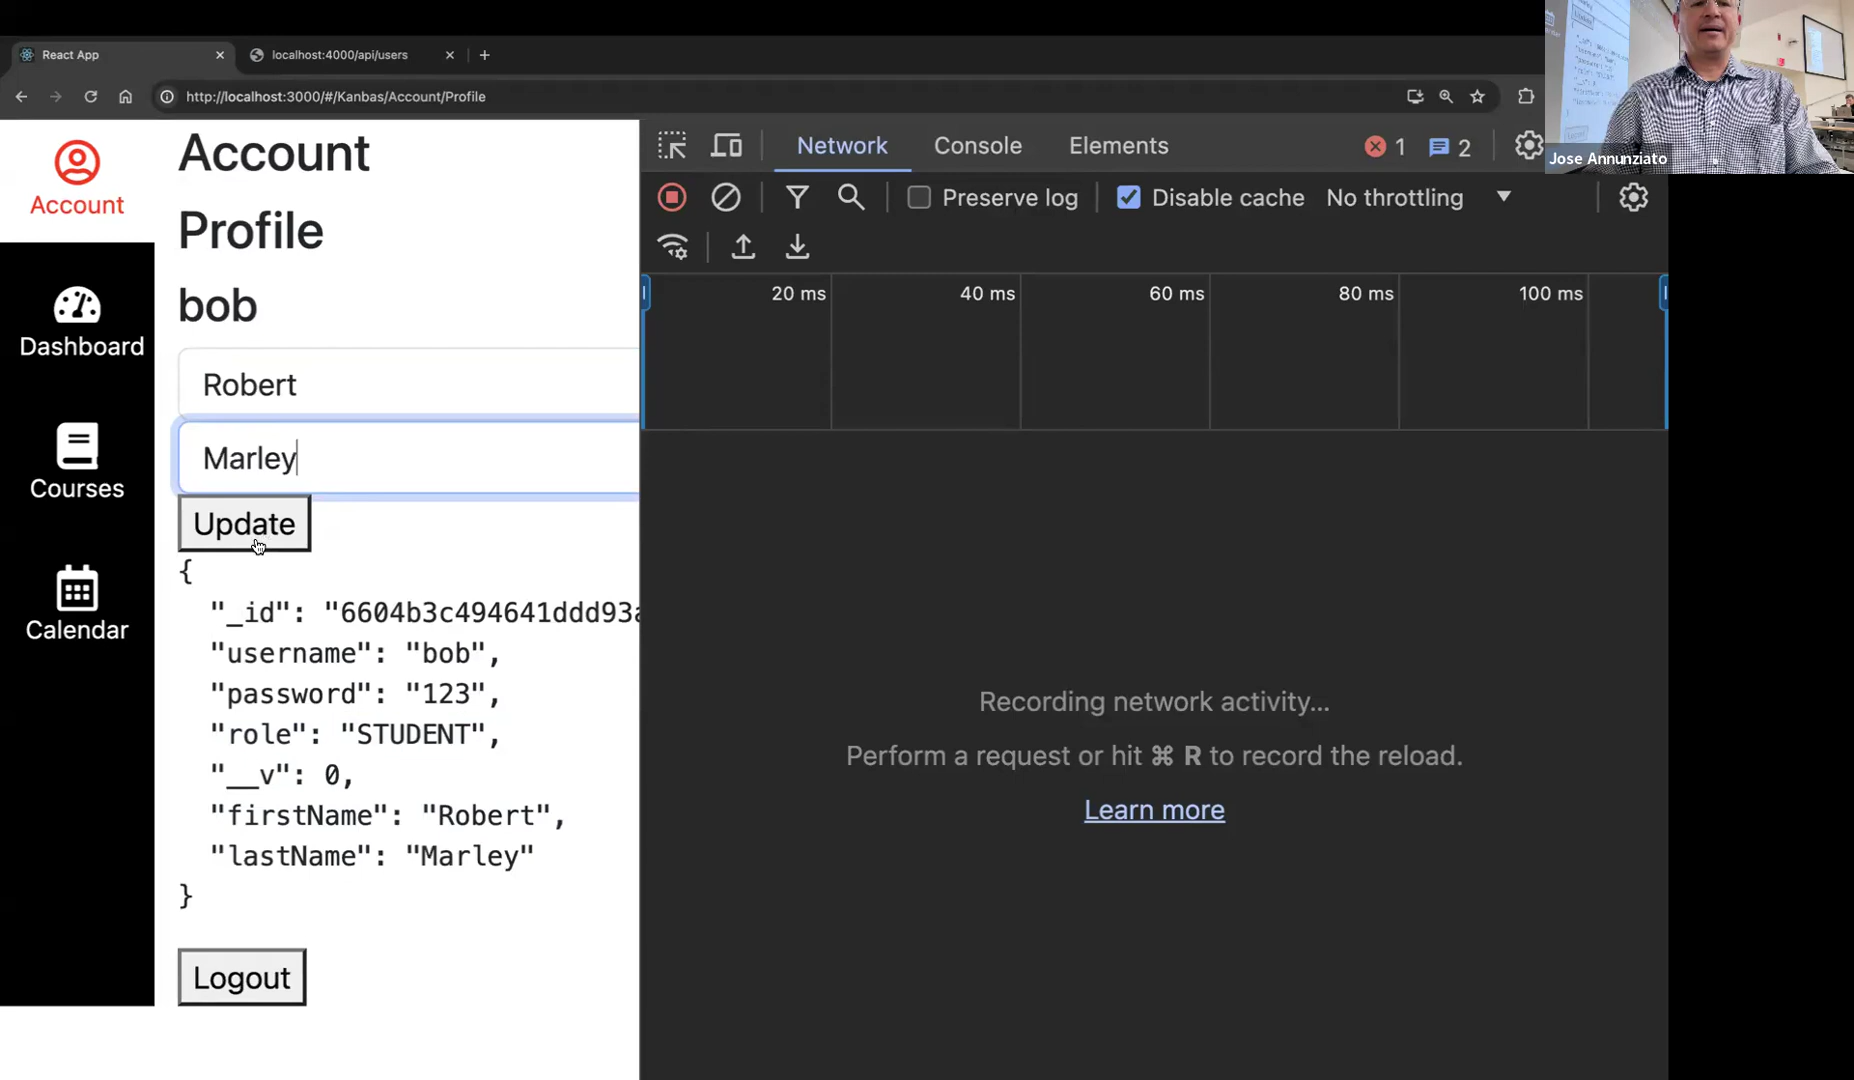 React App
localhost:4000/api/users
http://localhost:3000/#/Kanbas/Account/Profile
Jose Annunziato
Account
Dashboard
Courses
Calendar
Account
Profile
bob
Robert
Marley
Update
{
"_id": "6604b3c494641ddd93a
"username": "bob",
"password": "123",
"role": "STUDENT",
"__v": 0,
"firstName": "Robert",
"lastName": "Marley"
}
Logout
Network Console Elements 1 2
Preserve log Disable cache No throttling
20 ms 40 ms 60 ms 80 ms 100 ms
Recording network activity...
Perform a request or hit ⌘ R to record the reload.
Learn more